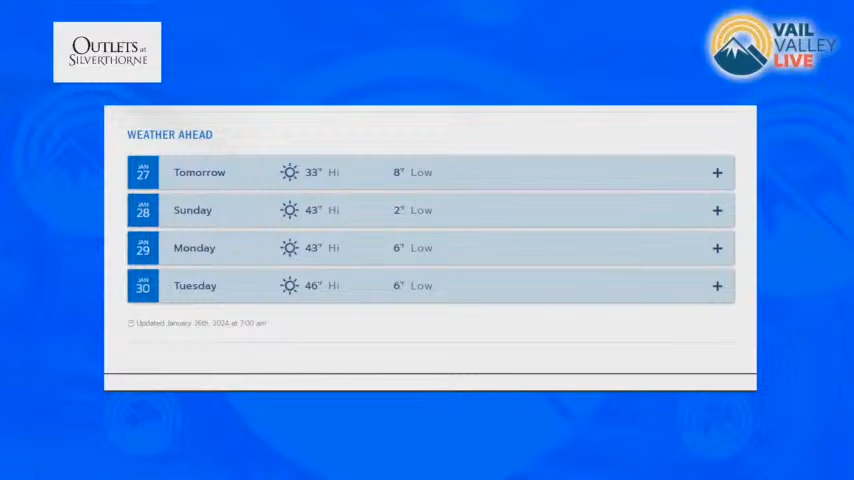 OUTLETS at
SILVERTHORNE
VAIL
VALLEY
LIVE
WEATHER AHEAD
JAN 27 Tomorrow 33° Hi 8° Low +
JAN 28 Sunday 43° Hi 2° Low +
JAN 29 Monday 43° Hi 6° Low +
JAN 30 Tuesday 46° Hi 6° Low +
Updated January 26th, 2024 at 7:00 am